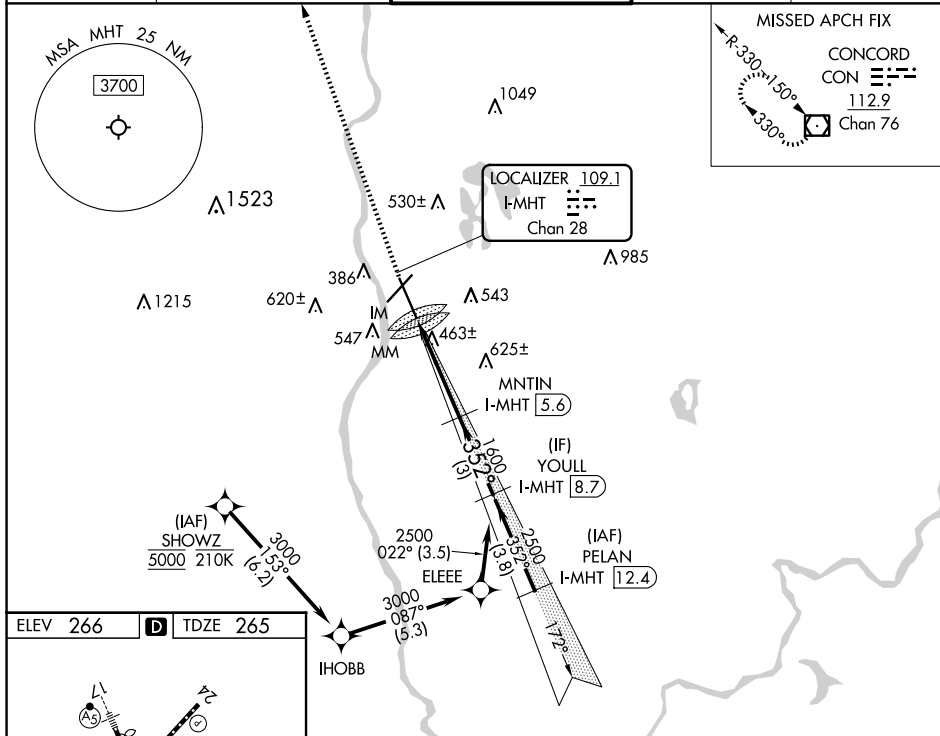 MSA MHT 25 NM
3700
MISSED APCH FIX
R-330
150°
330°
CONCORD
CON
112.9
Chan 76
1049
LOCALIZER 109.1
I-MHT
Chan 28
1523
530±
985
386
1215
620±
543
IM
547
463±
MM
625±
MNTIN
I-MHT 5.6
1600
352°
(3)
(IF)
YOULL
I-MHT 8.7
(IAF)
SHOWZ
5000 210K
3000
153°
(6.2)
2500
022° (3.5)
2500
352°
(3.8)
(IAF)
PELAN
I-MHT 12.4
ELEEE
3000
087°
(5.3)
172°
IHOBB
ELEV 266 D TDZE 265
17
24
A5
P